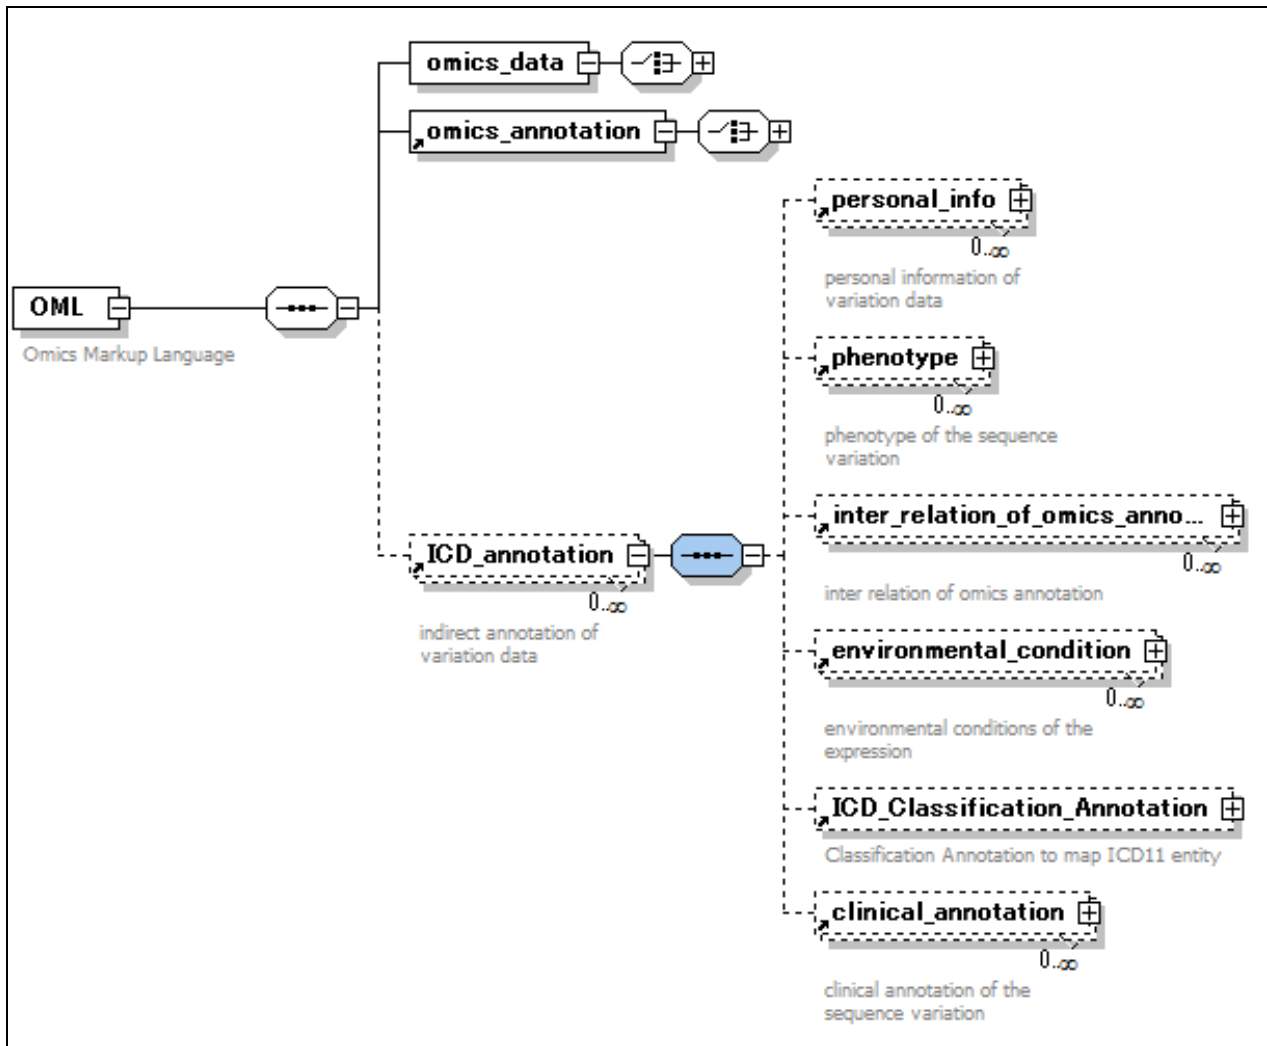 omics_data
omics_annotation
personal_info
0..∞
personal information of
variation data
OML
Omics Markup Language
phenotype
0..∞
phenotype of the sequence
variation
inter_relation_of_omics_anno...
0..∞
inter relation of omics annotation
ICD_annotation
0..∞
indirect annotation of
variation data
environmental_condition
0..∞
environmental conditions of the
expression
ICD_Classification_Annotation
Classification Annotation to map ICD11 entity
clinical_annotation
0..∞
clinical annotation of the
sequence variation